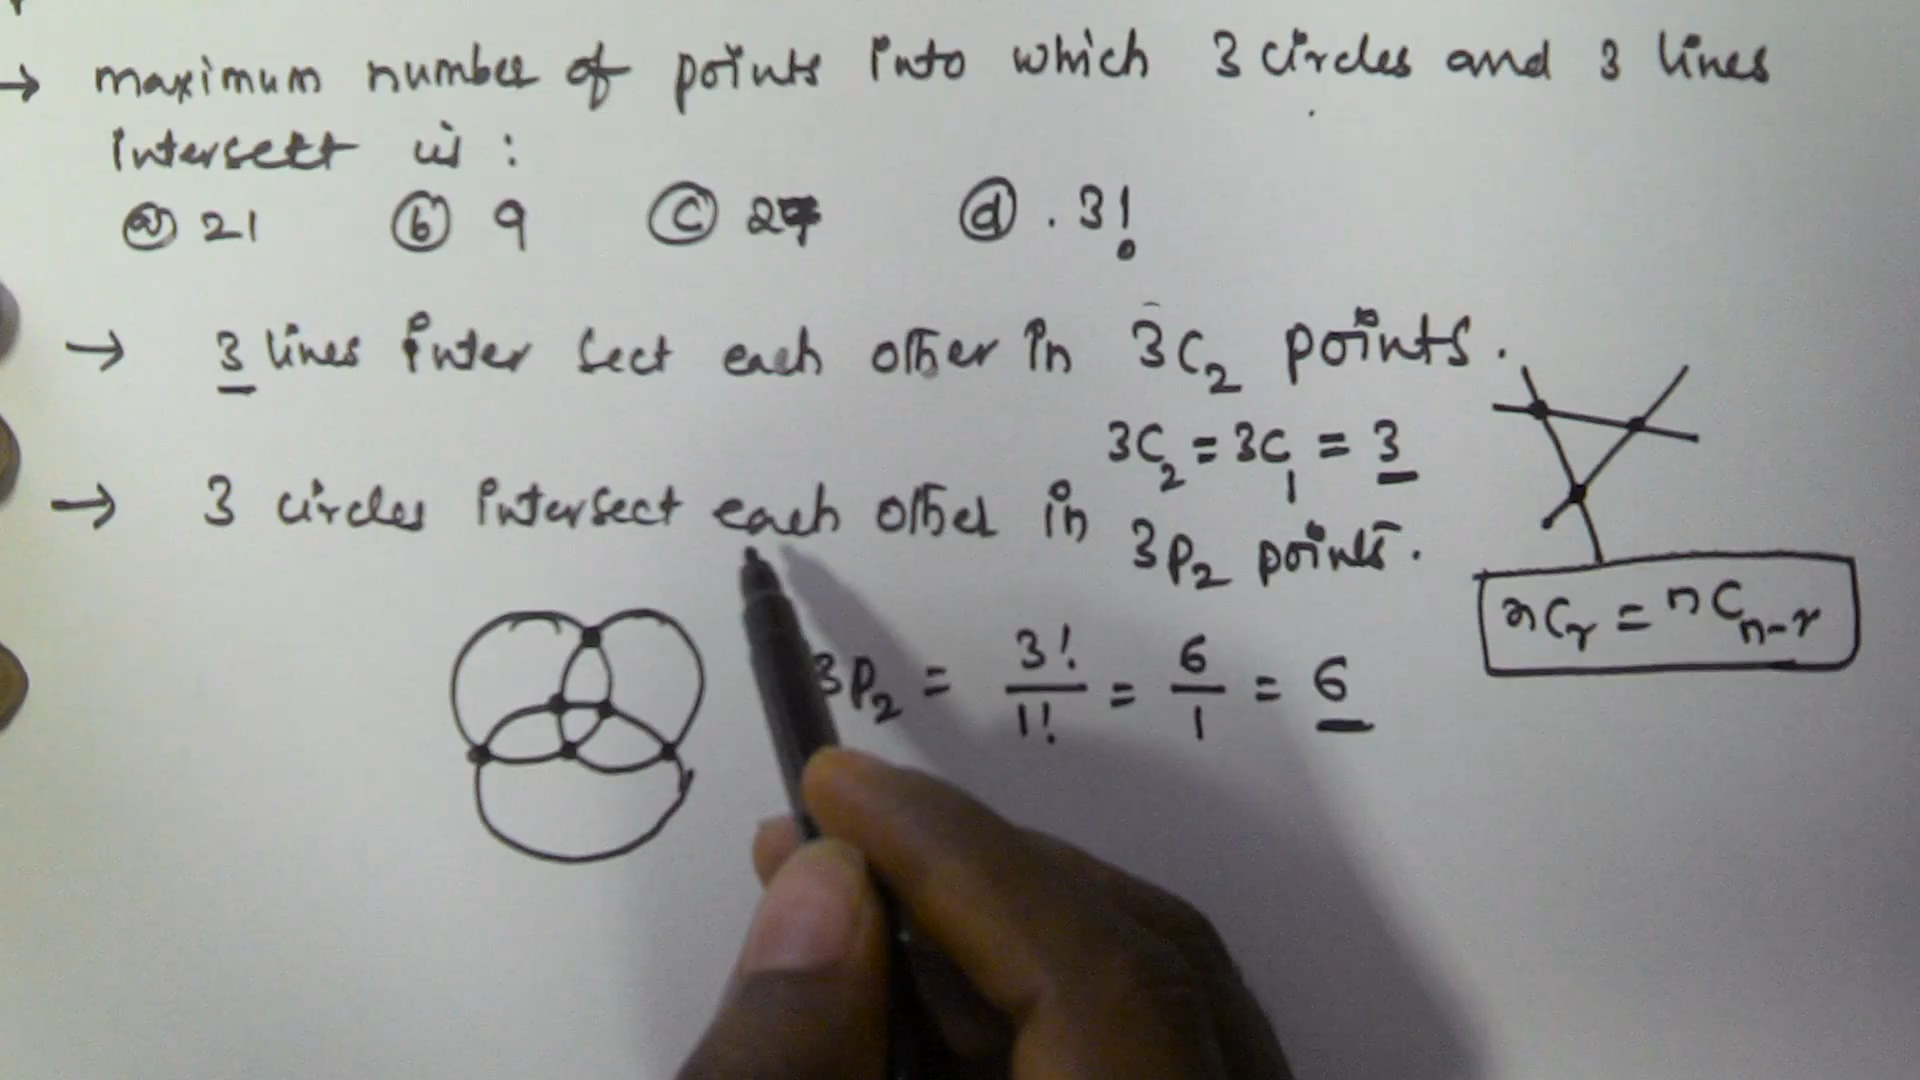 → maximum number of points into which 3 circles and 3 lines
intersect is :
ⓐ 21 ⓑ 9 ⓒ 27 ⓓ . 3!
→ 3 lines inter sect each other in 3C₂ points.
3C₂ = 3C₁ = 3
→ 3 circles intersect each other in 3P₂ points.
nCᵣ = nCₙ₋ᵣ
3P₂ = 3!/1! = 6/1 = 6